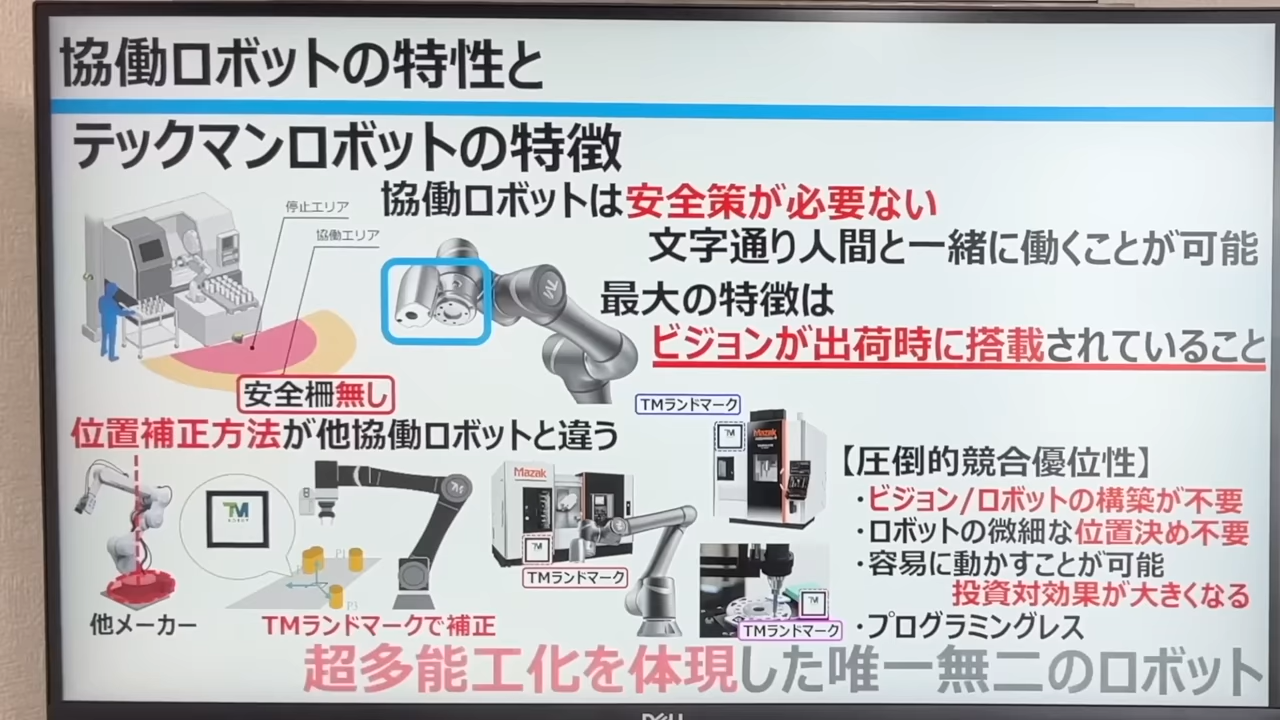 協働ロボットの特性と
テックマンロボットの特徴
協働ロボットは安全策が必要ない
文字通り人間と一緒に働くことが可能
停止エリア
協働エリア
最大の特徴は
ビジョンが出荷時に搭載されていること
安全柵無し
位置補正方法が他協働ロボットと違う
TMランドマーク
Mazak
Mazak
【圧倒的競合優位性】
・ビジョン/ロボットの構築が不要
・ロボットの微細な位置決め不要
・容易に動かすことが可能
投資対効果が大きくなる
・プログラミングレス
TM
ROBOT
P1
P3
TMランドマーク
TMランドマーク
他メーカー
TMランドマークで補正
超多能工化を体現した唯一無二のロボット
DELL